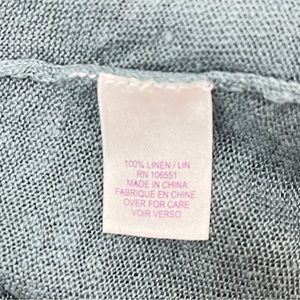 100% LINEN / LIN
RN 106551
MADE IN CHINA
FABRIQUE EN CHINE
OVER FOR CARE
VOIR VERSO